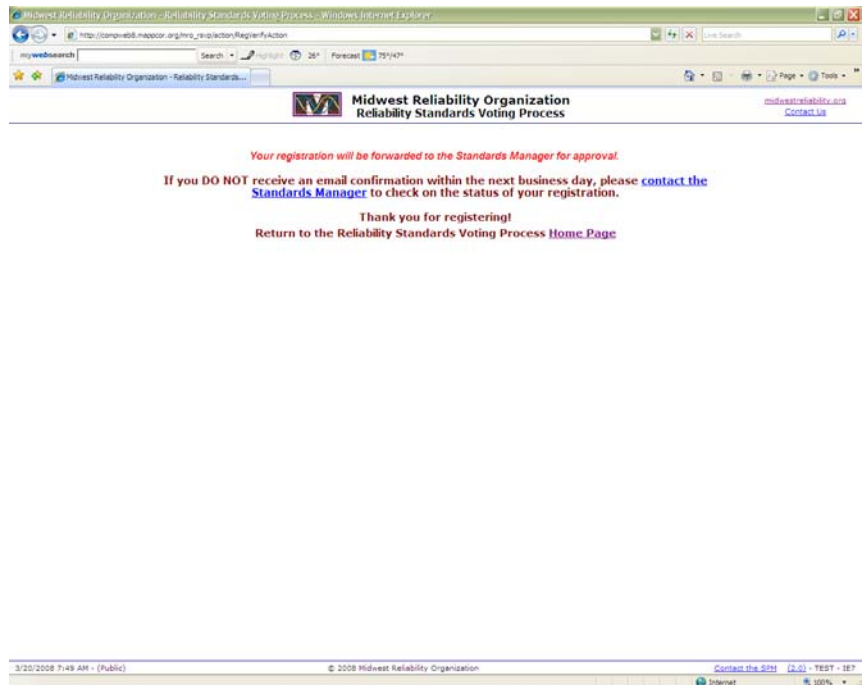 Midwest Reliability Organization - Reliability Standards Voting Process - Windows Internet Explorer
http://compweb8.mappcor.org/mro_rsvp/action/RegVerifyAction
Live Search
mywebsearch Search Highlight 26° Forecast 75°/47°
Midwest Reliability Organization - Reliability Standards... Page Tools
Midwest Reliability Organization
Reliability Standards Voting Process
midwestreliability.org
Contact Us
Your registration will be forwarded to the Standards Manager for approval.
If you DO NOT receive an email confirmation within the next business day, please contact the
Standards Manager to check on the status of your registration.
Thank you for registering!
Return to the Reliability Standards Voting Process Home Page
3/20/2008 7:49 AM - (Public) © 2008 Midwest Reliability Organization Contact the SPM (2.0) - TEST - IE7
Internet 100%